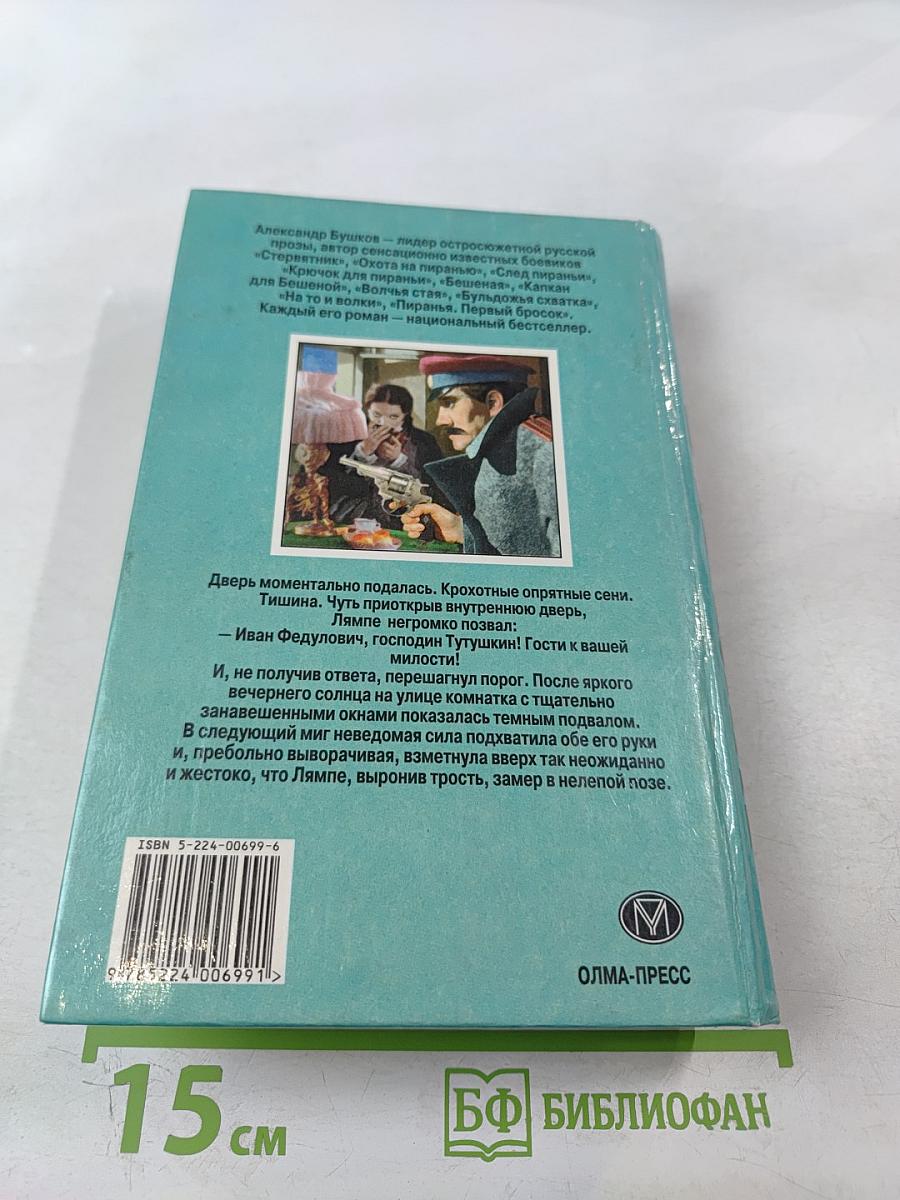 Александр Бушков — лидер остросюжетной русской
прозы, автор сенсационно известных боевиков
«Стервятник», «Охота на пиранью», «След пираньи»,
«Крючок для пираньи», «Бешеная», «Капкан
для Бешеной», «Волчья стая», «Бульдожья схватка»,
«На то и волки», «Пиранья. Первый бросок».
Каждый его роман — национальный бестселлер.
Дверь моментально подалась. Крохотные опрятные сени.
Тишина. Чуть приоткрыв внутреннюю дверь,
Лямпе негромко позвал:
— Иван Федулович, господин Тутушкин! Гости к вашей
милости!
И, не получив ответа, перешагнул порог. После яркого
вечернего солнца на улице комнатка с тщательно
занавешенными окнами показалась темным подвалом.
В следующий миг неведомая сила подхватила обе его руки
и, пребольно выворачивая, взметнула вверх так неожиданно
и жестоко, что Лямпе, выронив трость, замер в нелепой позе.
ISBN 5-224-00699-6
9 785224 006991 >
ОЛМА-ПРЕСС
15 см
БФ БИБЛИОФАН